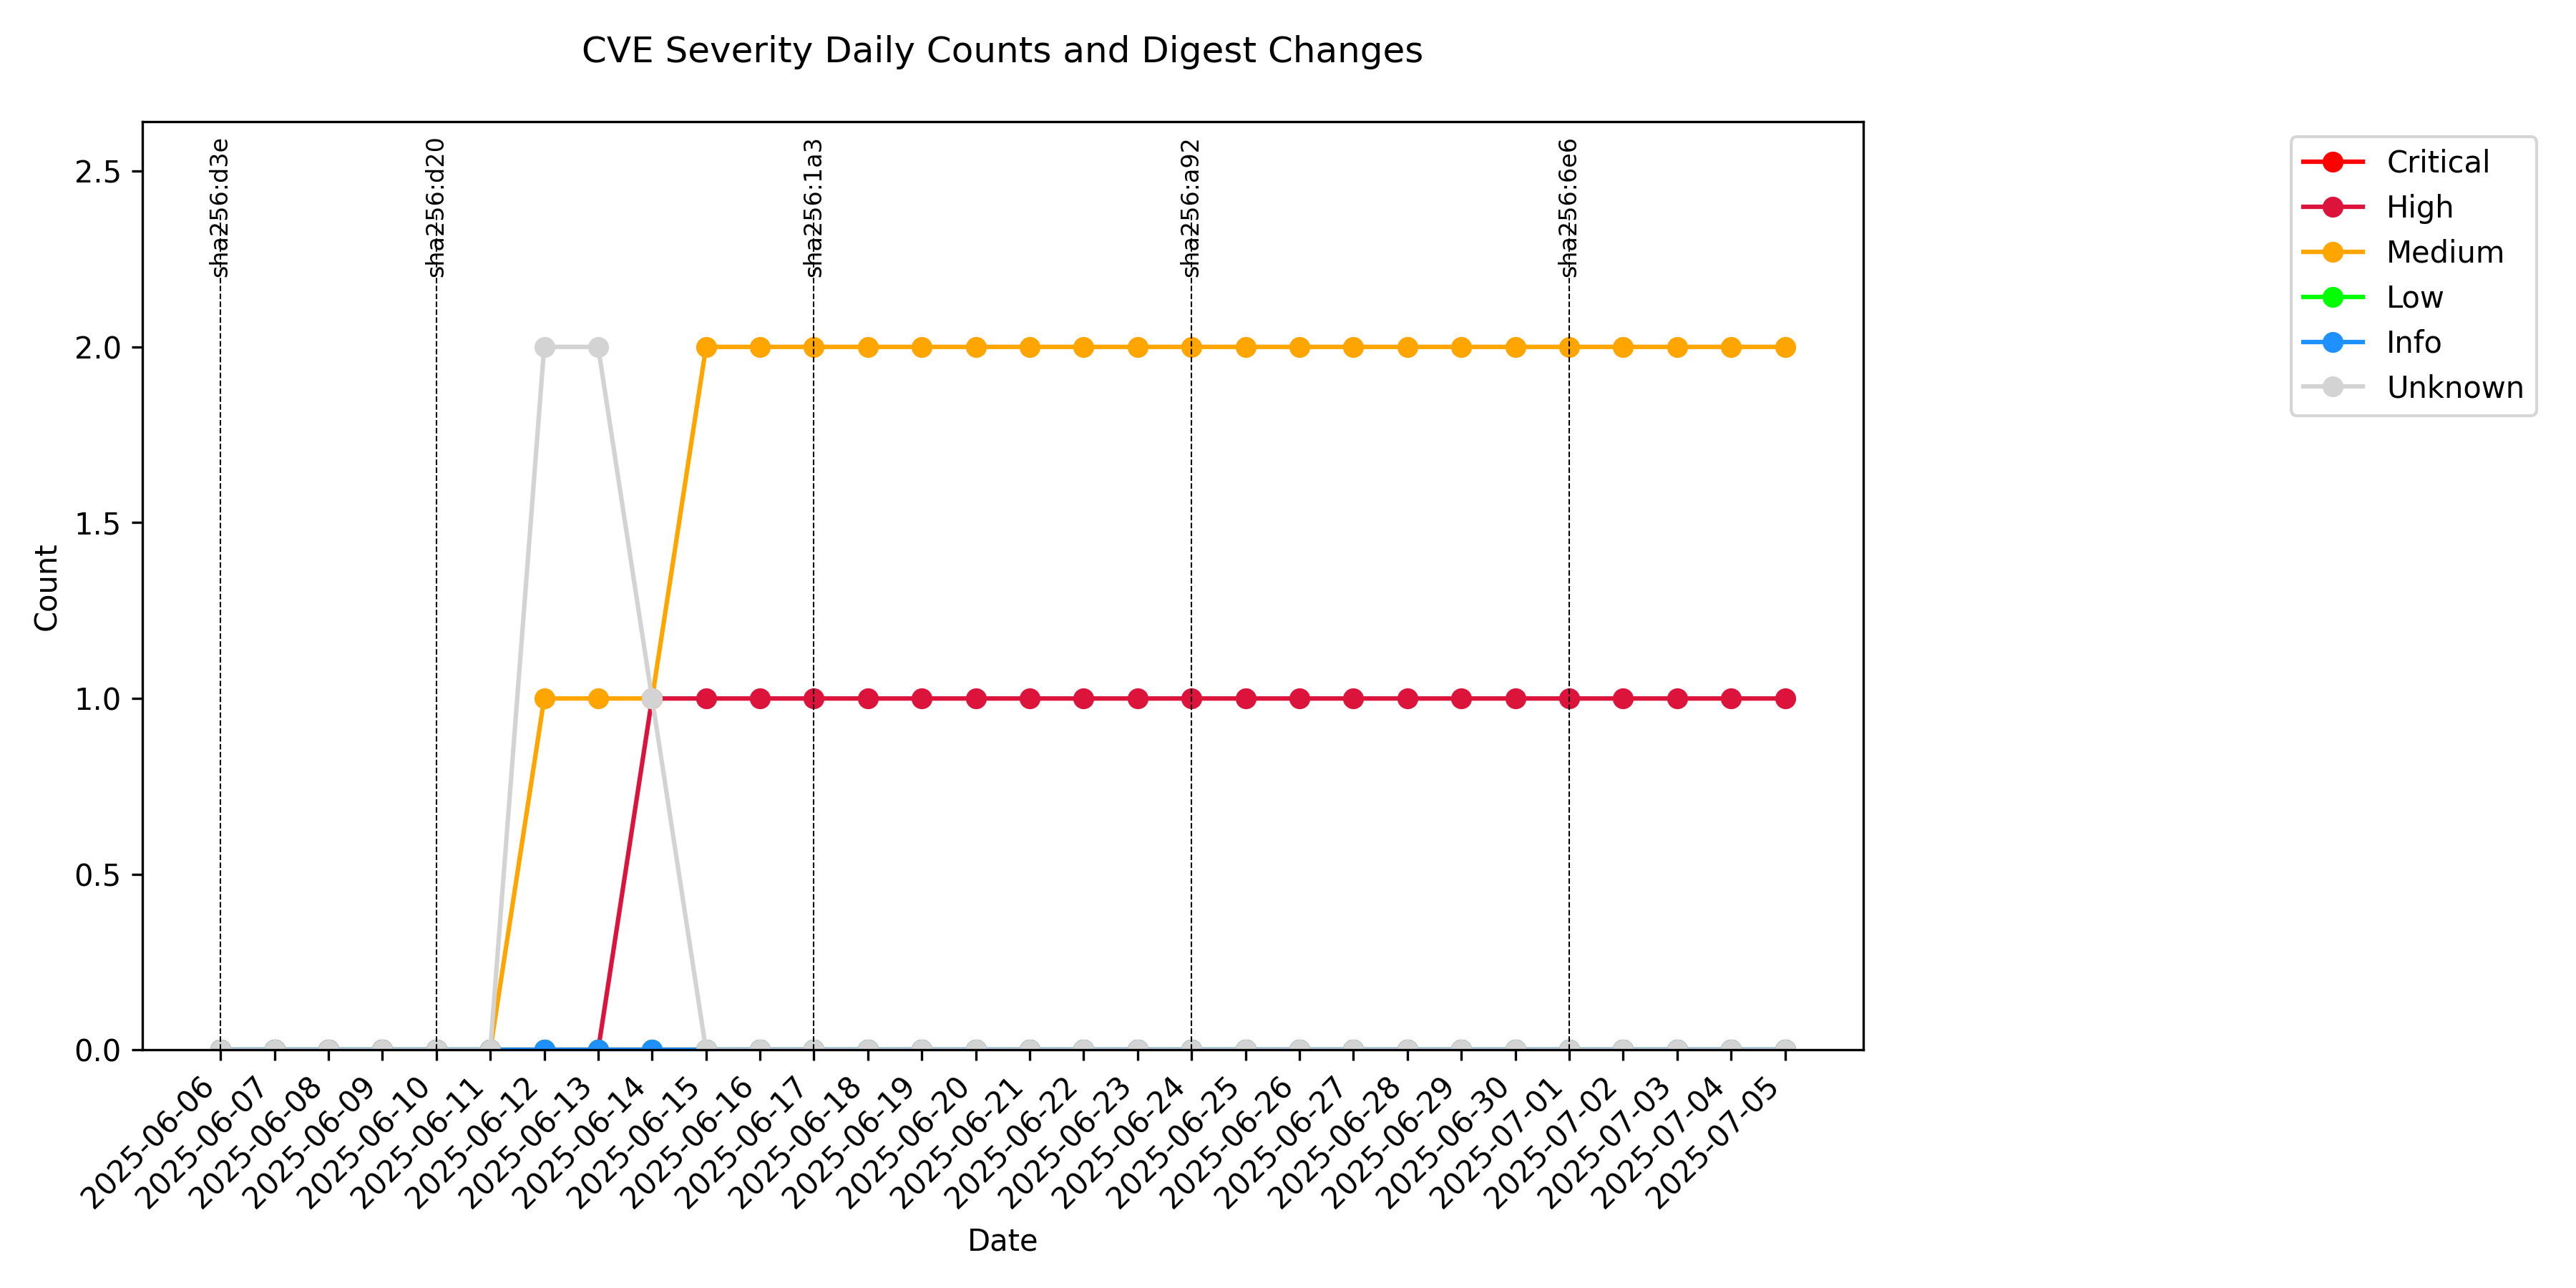 CVE Severity Daily Counts and Digest Changes
sha256:d3e
sha256:d20
sha256:1a3
sha256:a92
sha256:6e6
Critical
High
Medium
Low
Info
Unknown
2.5
2.0
1.5
1.0
0.5
0.0
Count
2025-06-06
2025-06-07
2025-06-08
2025-06-09
2025-06-10
2025-06-11
2025-06-12
2025-06-13
2025-06-14
2025-06-15
2025-06-16
2025-06-17
2025-06-18
2025-06-19
2025-06-20
2025-06-21
2025-06-22
2025-06-23
2025-06-24
2025-06-25
2025-06-26
2025-06-27
2025-06-28
2025-06-29
2025-06-30
2025-07-01
2025-07-02
2025-07-03
2025-07-04
2025-07-05
Date